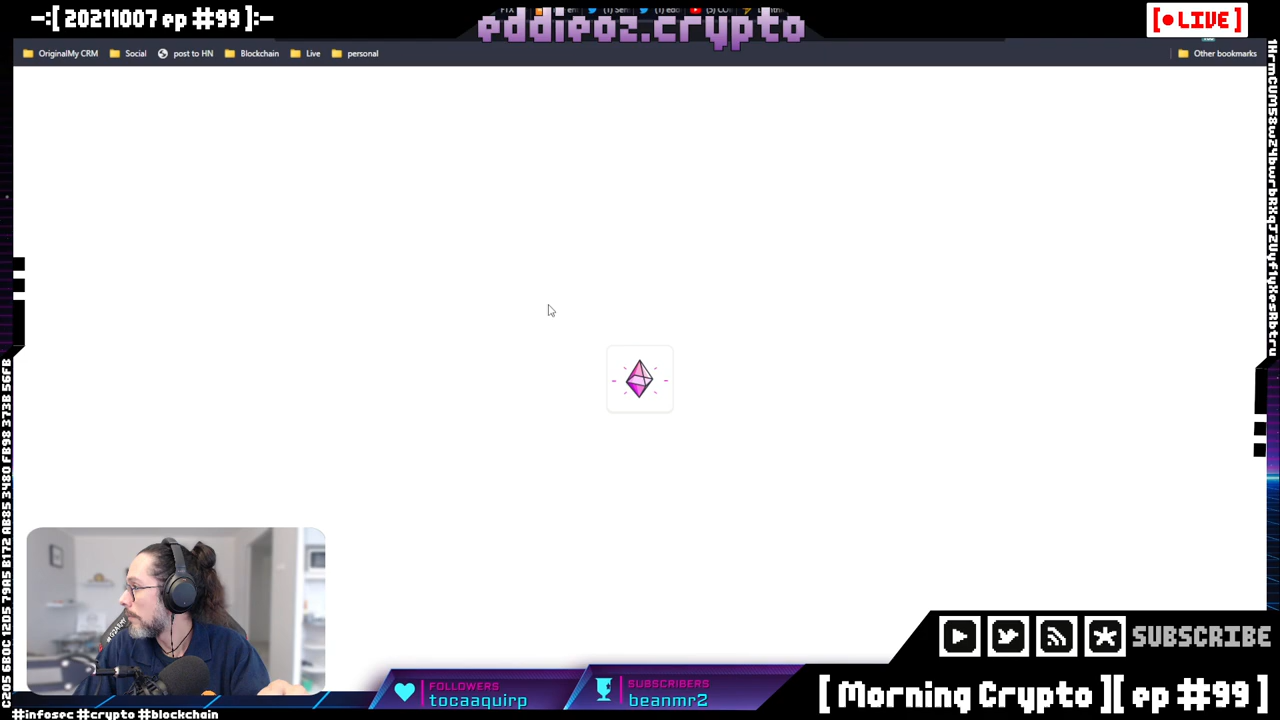 -:[ 20211007 ep #99 ]:-
eddieoz.crypto
[ • LIVE ]
OriginalMy CRM
Social
post to HN
Blockchain
Live
personal
Other bookmarks
FOLLOWERS
tocaaquirp
SUBSCRIBERS
beanmr2
SUBSCRIBE
[ Morning Crypto ][ ep #99 ]
#infosec #crypto #blockchain